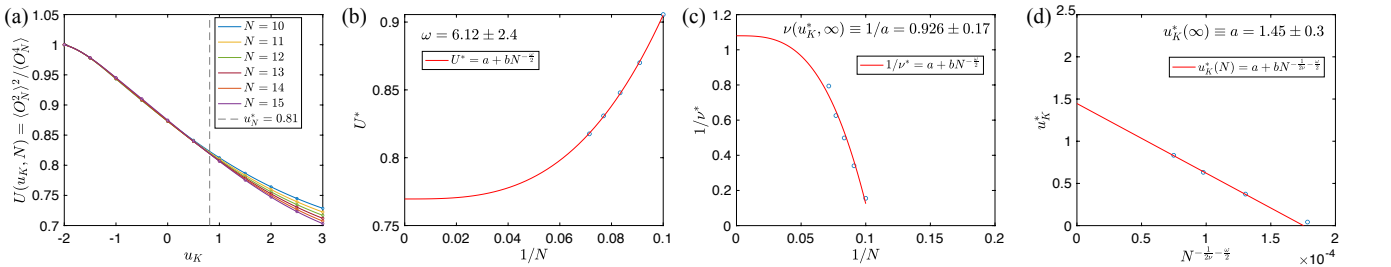 (a)
1.05
1
0.95
0.9
0.85
0.8
0.75
0.7
U(u_K, N) = ⟨O_N^2⟩^2/⟨O_N^4⟩
N = 10
N = 11
N = 12
N = 13
N = 14
N = 15
u_N^* = 0.81
-2 -1 0 1 2 3
u_K
(b)
0.9
0.85
0.8
0.75
U^*
ω = 6.12 ± 2.4
U^* = a + bN^{-\frac{ω}{2}}
0 0.02 0.04 0.06 0.08 0.1
1/N
(c)
1.6
1.2
0.8
0.4
0
1/ν^*
ν(u_K^*, ∞) ≡ 1/a = 0.926 ± 0.17
1/ν^* = a + bN^{-\frac{ω}{2}}
0 0.05 0.1 0.15 0.2
1/N
(d)
2.5
2
1.5
1
0.5
0
u_K^*
u_K^*(∞) ≡ a = 1.45 ± 0.3
u_K^*(N) = a + bN^{-\frac{1}{2ν}-\frac{ω}{2}}
0 0.5 1 1.5 2
N^{-\frac{1}{2ν}-\frac{ω}{2}}
×10^{-4}